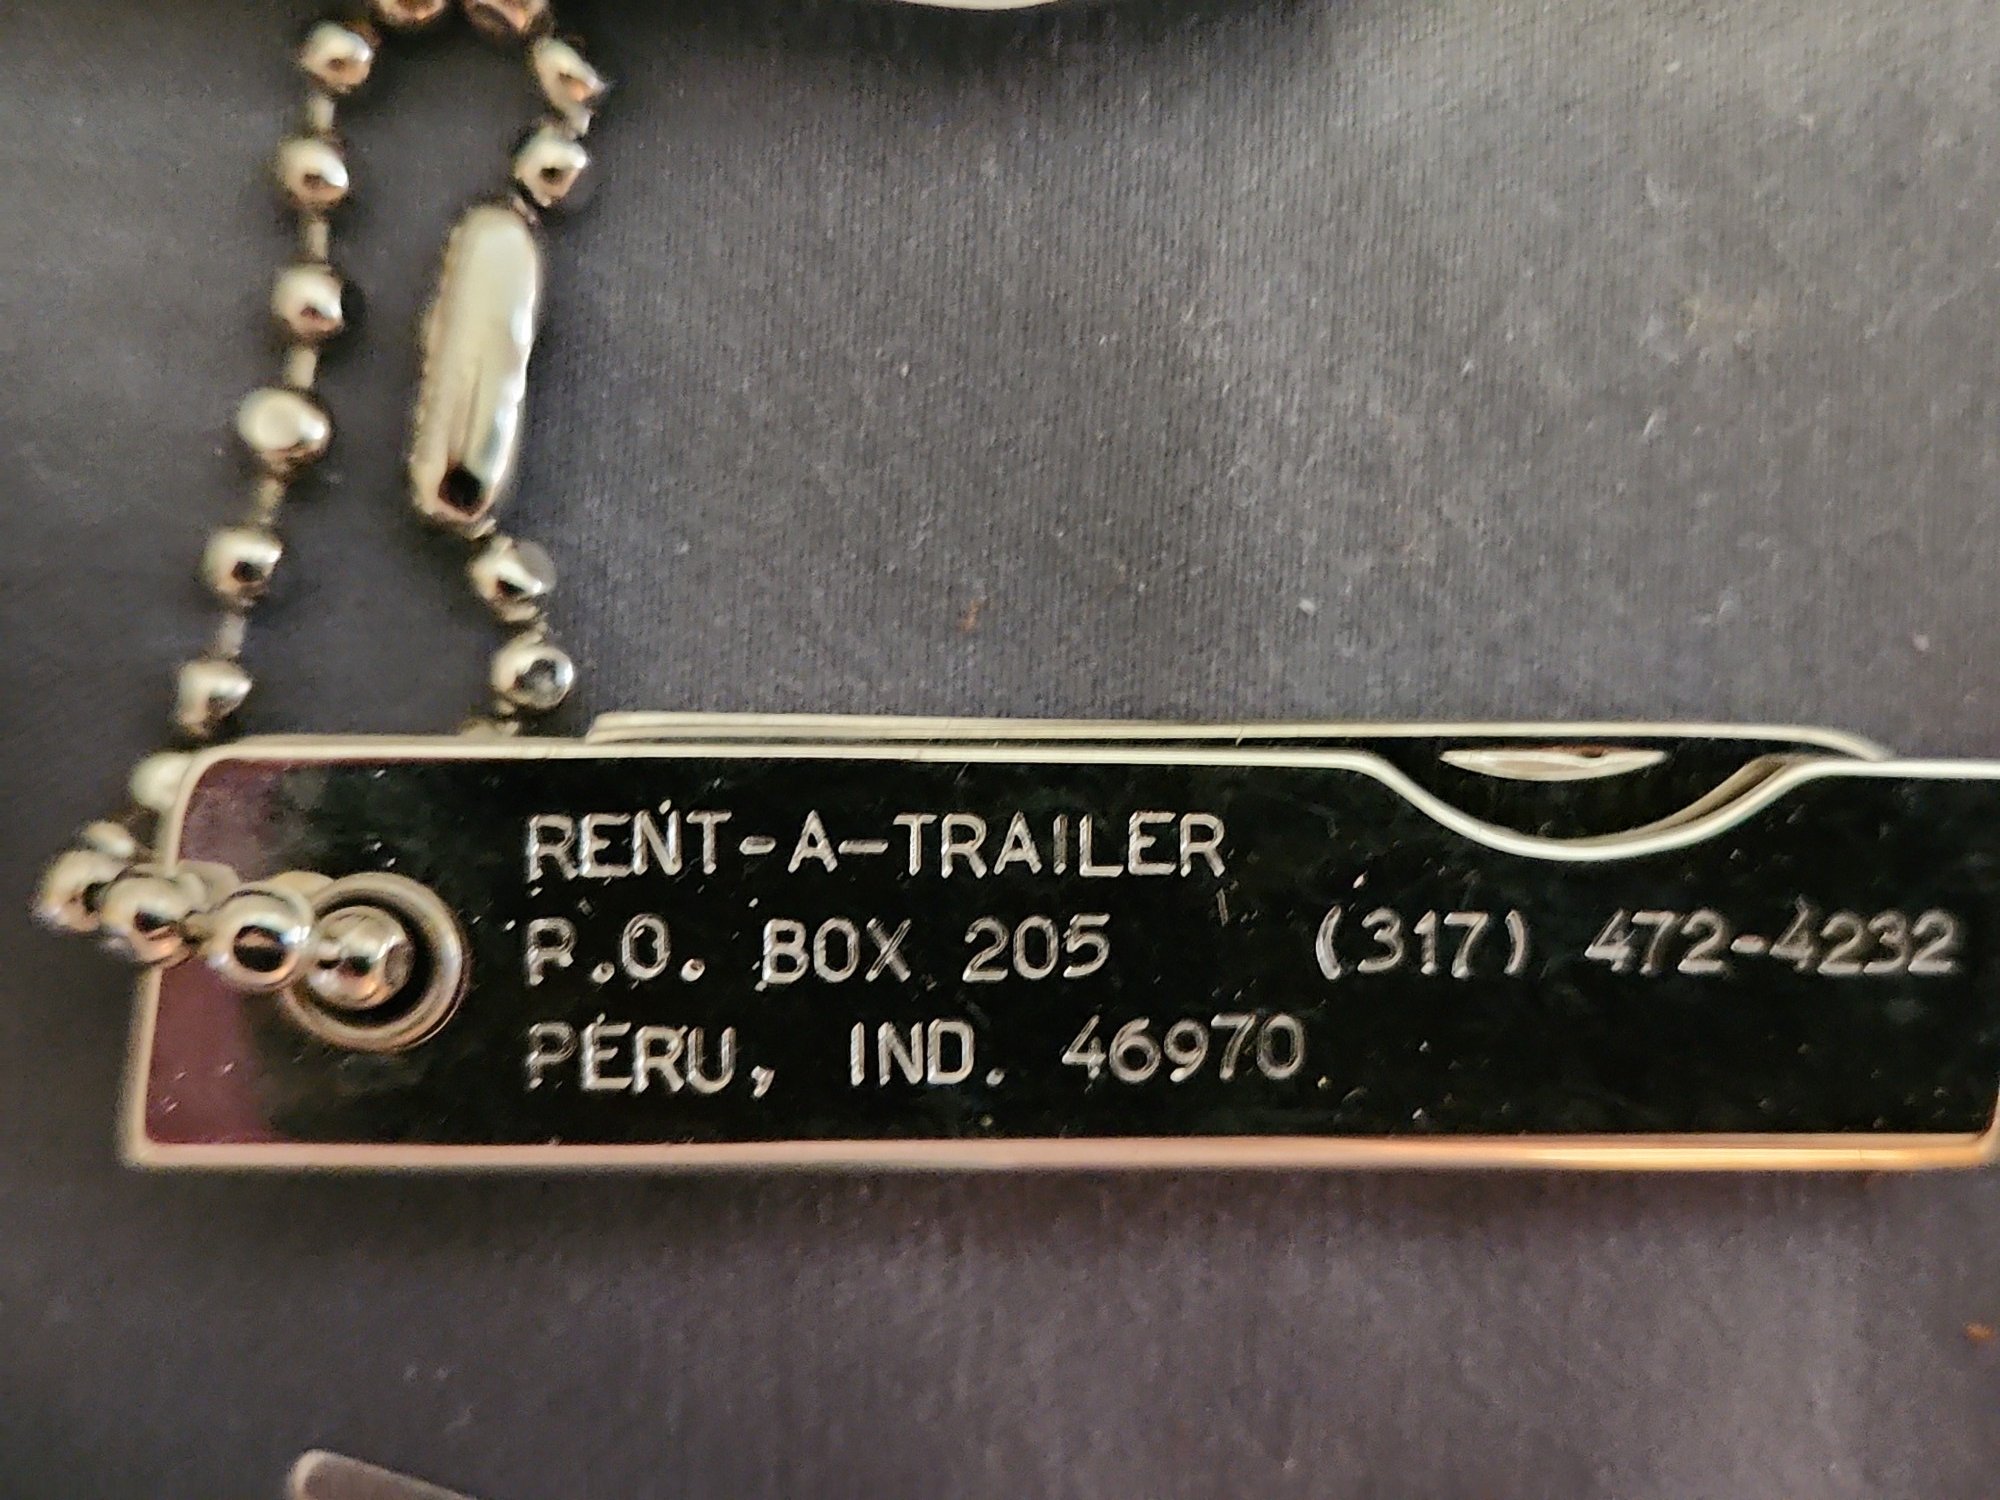 RENT-A-TRAILER
P.O. BOX 205 (317) 472-4232
PERU, IND. 46970